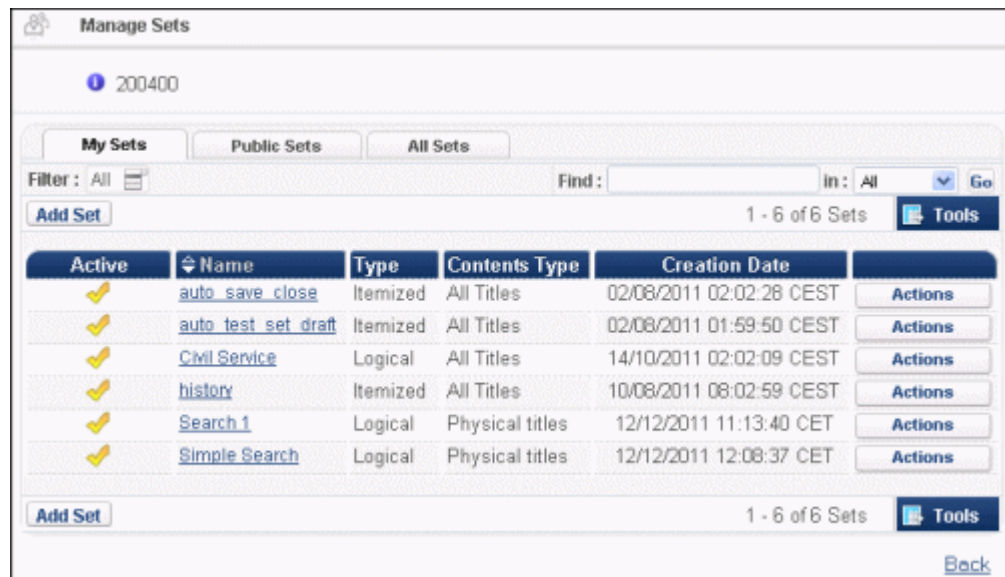 Manage Sets
200400
My Sets Public Sets All Sets
Filter : All Find : in : All Go
Add Set 1 - 6 of 6 Sets Tools
Active Name Type Contents Type Creation Date
auto_save_close Itemized All Titles 02/08/2011 02:02:28 CEST Actions
auto_test_set_draft Itemized All Titles 02/08/2011 01:59:50 CEST Actions
Civil Service Logical All Titles 14/10/2011 02:02:09 CEST Actions
history Itemized All Titles 10/08/2011 08:02:59 CEST Actions
Search 1 Logical Physical titles 12/12/2011 11:13:40 CET Actions
Simple Search Logical Physical titles 12/12/2011 12:08:37 CET Actions
Add Set 1 - 6 of 6 Sets Tools
Back